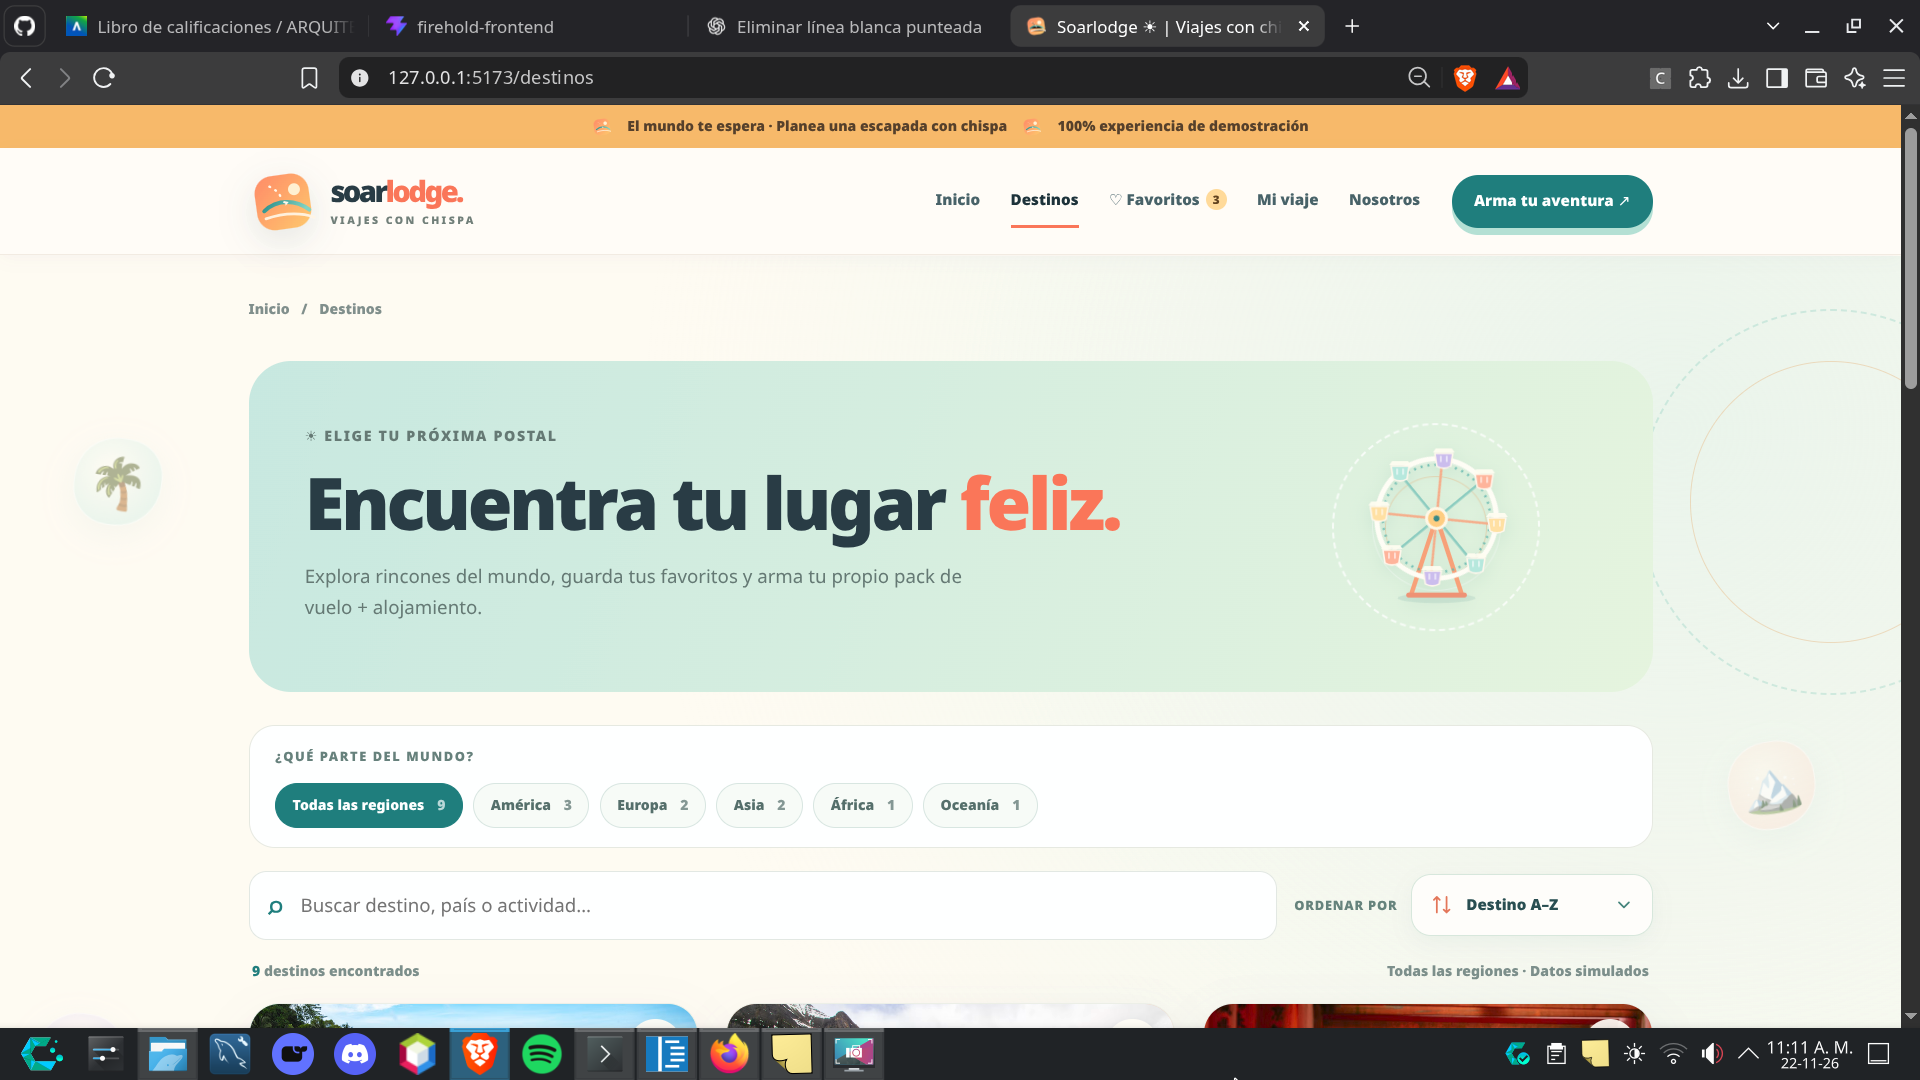 Libro de calificaciones / ARQUITE
firehold-frontend
Eliminar línea blanca punteada
Soarlodge ☀ | Viajes con chi
127.0.0.1:5173/destinos
C
El mundo te espera · Planea una escapada con chispa
100% experiencia de demostración
soarlodge.
VIAJES CON CHISPA
Inicio
Destinos
♡ Favoritos 3
Mi viaje
Nosotros
Arma tu aventura ↗
Inicio / Destinos
☀ ELIGE TU PRÓXIMA POSTAL
Encuentra tu lugar feliz.
Explora rincones del mundo, guarda tus favoritos y arma tu propio pack de
vuelo + alojamiento.
¿QUÉ PARTE DEL MUNDO?
Todas las regiones 9
América 3
Europa 2
Asia 2
África 1
Oceanía 1
Buscar destino, país o actividad...
ORDENAR POR
Destino A–Z
9 destinos encontrados
Todas las regiones · Datos simulados
11:11 A. M.
22-11-26